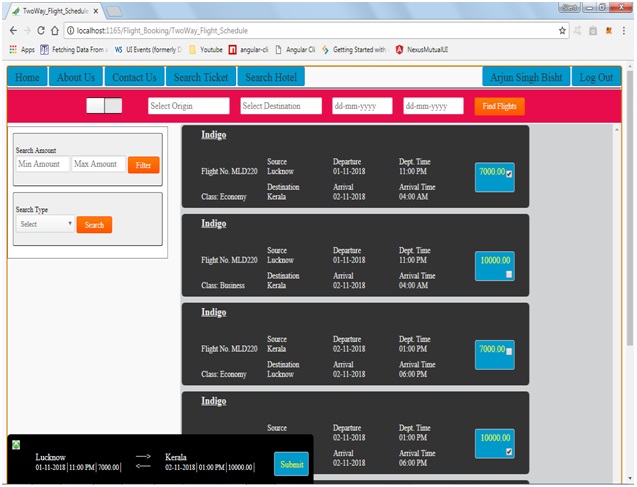 TwoWay_Flight_Schedule
localhost:1165/Flight_Booking/TwoWay_Flight_Schedule
Apps Fetching Data From UI Events (formerly D Youtube angular-cli Angular Cli Getting Started with NexusMutualUI
Home About Us Contact Us Search Ticket Search Hotel Arjun Singh Bisht Log Out
Select Origin Select Destination dd-mm-yyyy dd-mm-yyyy Find Flights
Search Amount
Min Amount Max Amount Filter
Search Type
Select Search
Indigo
Source Departure Dept. Time
Flight No. MLD220 Lucknow 01-11-2018 11:00 PM 7000.00
Destination Arrival Arrival Time
Class: Economy Kerala 02-11-2018 04:00 AM
Indigo
Source Departure Dept. Time
Flight No. MLD220 Lucknow 01-11-2018 11:00 PM 10000.00
Destination Arrival Arrival Time
Class: Business Kerala 02-11-2018 04:00 AM
Indigo
Source Departure Dept. Time
Flight No. MLD220 Kerala 02-11-2018 01:00 PM 7000.00
Destination Arrival Arrival Time
Class: Economy Lucknow 02-11-2018 06:00 PM
Indigo
Departure Dept. Time
02-11-2018 01:00 PM 10000.00
Arrival Arrival Time
02-11-2018 06:00 PM
Lucknow ---> Kerala
01-11-2018| 11:00 PM| 7000.00| <--- 02-11-2018| 01:00 PM| 10000.00|
Submit